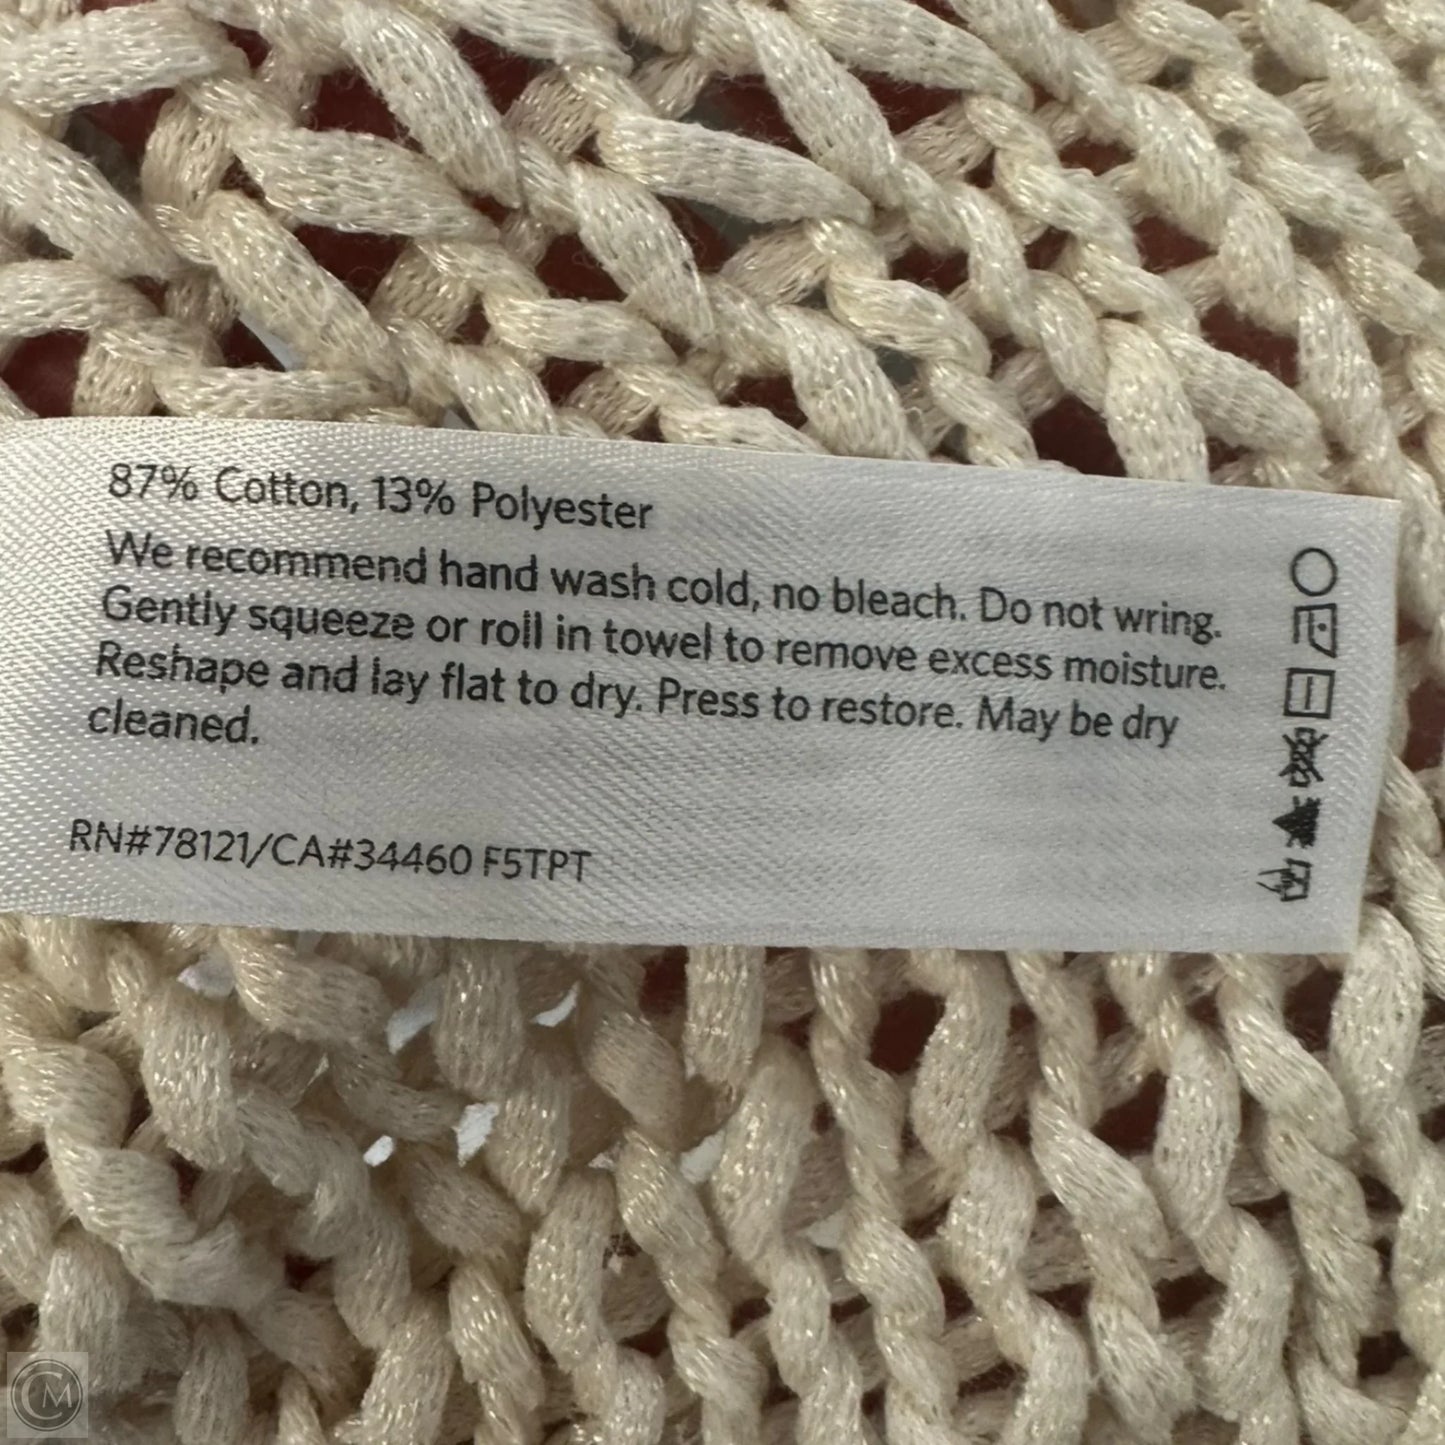 87% Cotton, 13% Polyester
We recommend hand wash cold, no bleach. Do not wring.
Gently squeeze or roll in towel to remove excess moisture.
Reshape and lay flat to dry. Press to restore. May be dry
cleaned.
RN#78121/CA#34460 F5TPT
CM